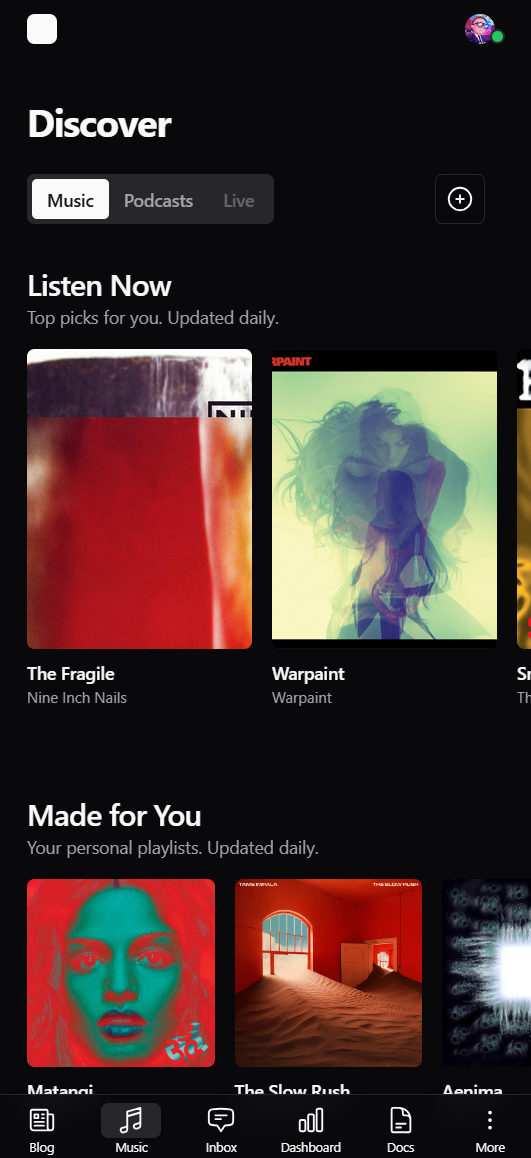 Discover
Music Podcasts Live
Listen Now
Top picks for you. Updated daily.
RPAINT
The Fragile
Nine Inch Nails
Warpaint
Warpaint
Sn
Th
Made for You
Your personal playlists. Updated daily.
TAME IMPALA THE SLOW RUSH
Matangi
The Slow Rush
Aenima
Blog
Music
Inbox
Dashboard
Docs
More